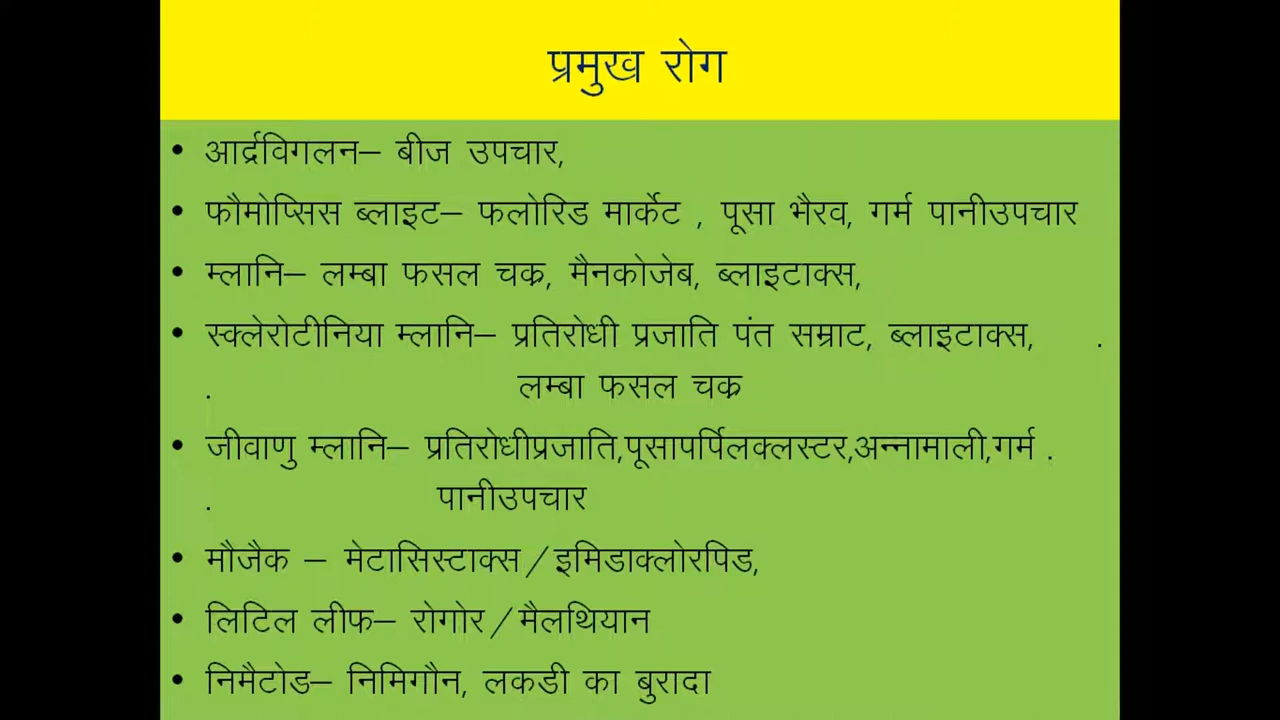 प्रमुख रोग
• आर्द्रविगलन– बीज उपचार,
• फौमोप्सिस ब्लाइट– फलोरिड मार्केट , पूसा भैरव, गर्म पानीउपचार
• म्लानि– लम्बा फसल चक्र, मैनकोजेब, ब्लाइटाक्स,
• स्क्लेरोटीनिया म्लानि– प्रतिरोधी प्रजाति पंत सम्राट, ब्लाइटाक्स, .
. लम्बा फसल चक्र
• जीवाणु म्लानि– प्रतिरोधीप्रजाति,पूसापर्पिलक्लस्टर,अन्नामाली,गर्म .
. पानीउपचार
• मौजैक – मेटासिस्टाक्स/इमिडाक्लोरपिड,
• लिटिल लीफ– रोगोर/मैलथियान
• निमैटोड– निमिगौन, लकडी का बुरादा